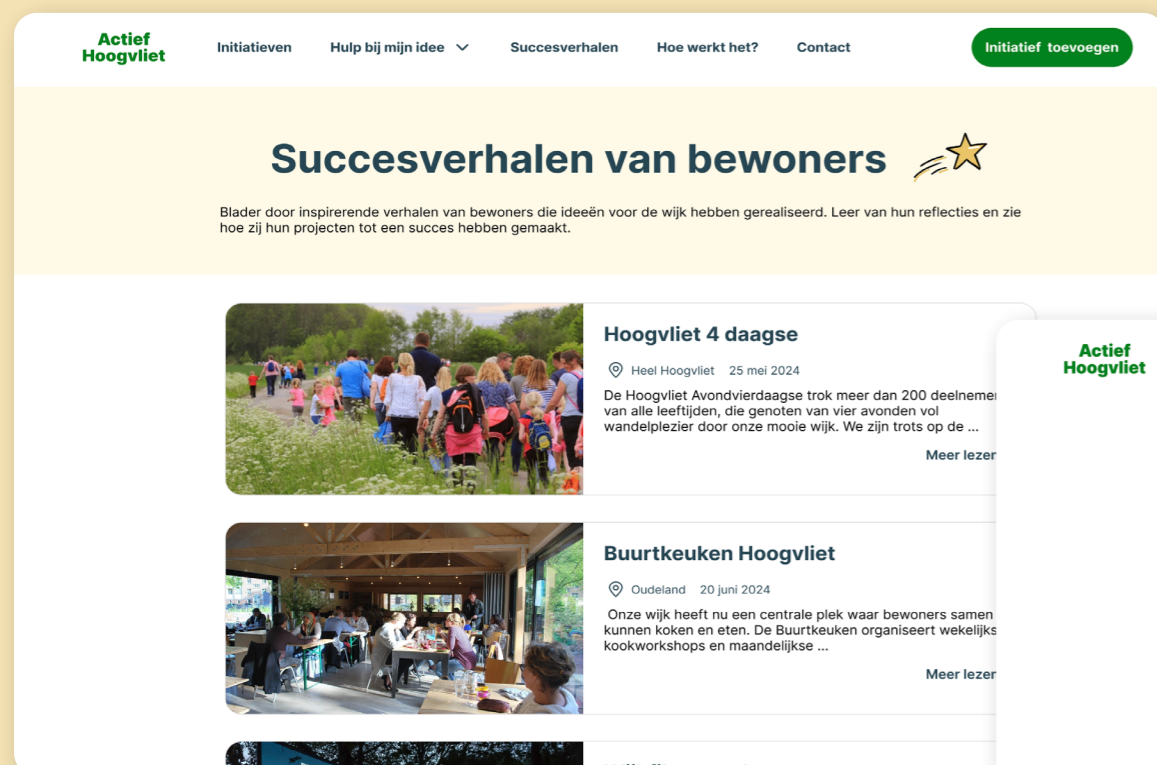 Actief
Hoogvliet
Initiatieven
Hulp bij mijn idee
Succesverhalen
Hoe werkt het?
Contact
Initiatief toevoegen
Succesverhalen van bewoners
Blader door inspirerende verhalen van bewoners die ideeën voor de wijk hebben gerealiseerd. Leer van hun reflecties en zie
hoe zij hun projecten tot een succes hebben gemaakt.
Hoogvliet 4 daagse
Heel Hoogvliet 25 mei 2024
De Hoogvliet Avondvierdaagse trok meer dan 200
van alle leeftijden, die genoten van vier avonden vol
wandelplezier door onze mooie wijk. We zijn trots op de ...
Meer
Actief
Hoogvliet
Buurtkeuken Hoogvliet
Oudeland 20 juni 2024
Onze wijk heeft nu een centrale plek waar bewoners samen
kunnen koken en eten. De Buurtkeuken organiseert wekelijks
kookworkshops en maandelijkse ...
Meer